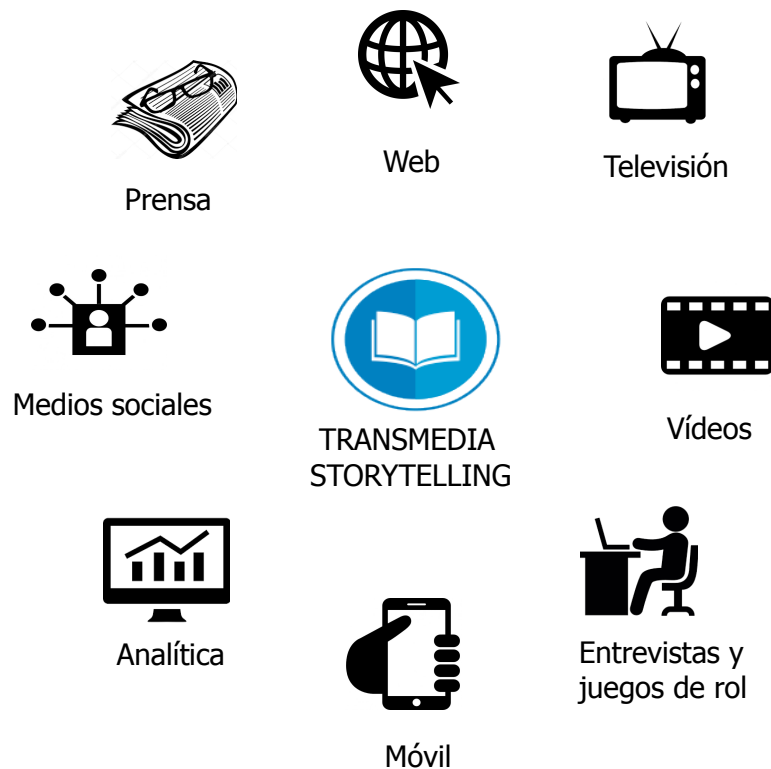 Web
Televisión
Prensa
Medios sociales
TRANSMEDIA
STORYTELLING
Vídeos
Analítica
Entrevistas y
juegos de rol
Móvil